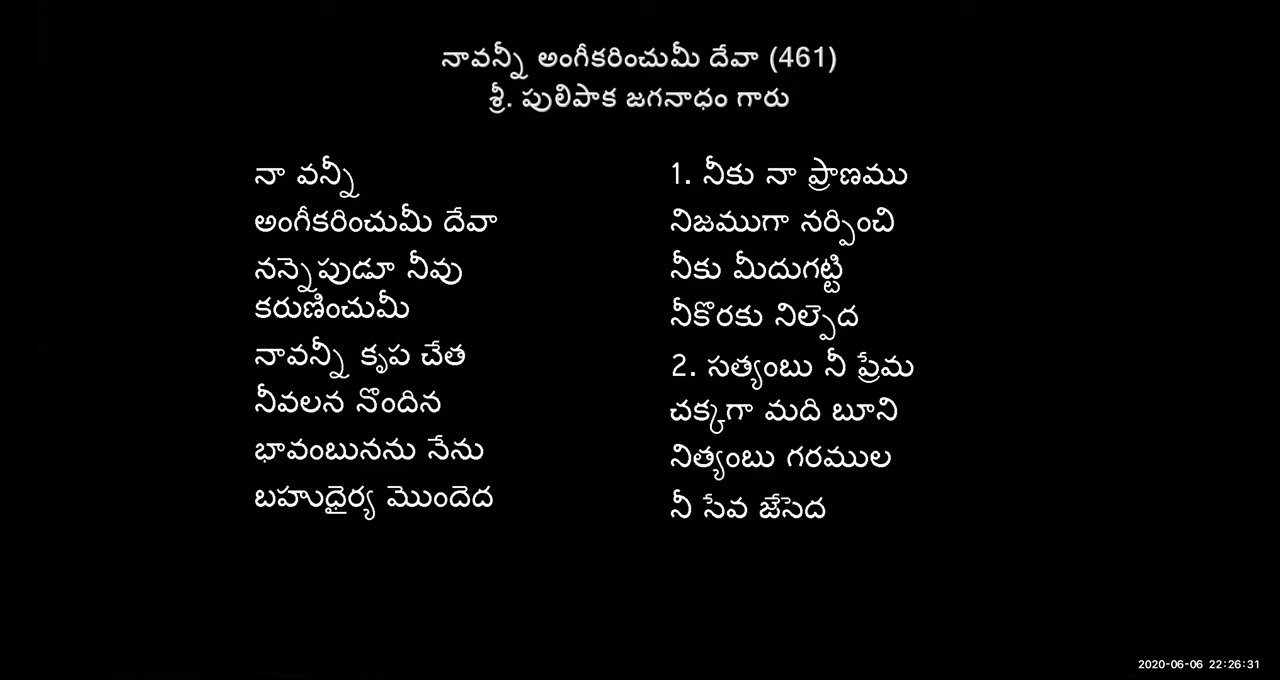 నావన్నీ అంగీకరించుమీ దేవా (461)
శ్రీ. పులిపాక జగనాధం గారు
నా వన్నీ
అంగీకరించుమీ దేవా
నన్నెపుడూ నీవు
కరుణించుమీ
నావన్నీ కృప చేత
నీవలన నొందిన
భావంబునను నేను
బహుధైర్య మొందెద
1. నీకు నా ప్రాణము
నిజముగా నర్పించి
నీకు మీదుగట్టి
నీకొరకు నిల్పెద
2. సత్యంబు నీ ప్రేమ
చక్కగా మది బూని
నిత్యంబు గరముల
నీ సేవ జేసెద
2020-06-06 22:26:31